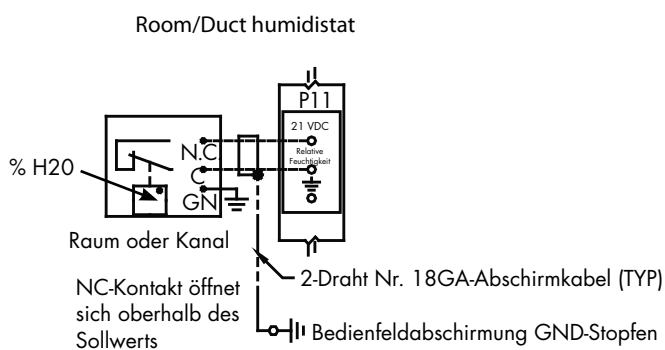 Room/Duct humidistat
P11
21 VDC
Relative
Feuchtigkeit
N.C
C
GN
% H20
Raum oder Kanal
NC-Kontakt öffnet
sich oberhalb des
Sollwerts
2-Draht Nr. 18GA-Abschirmkabel (TYP)
Bedienfeldabschirmung GND-Stopfen